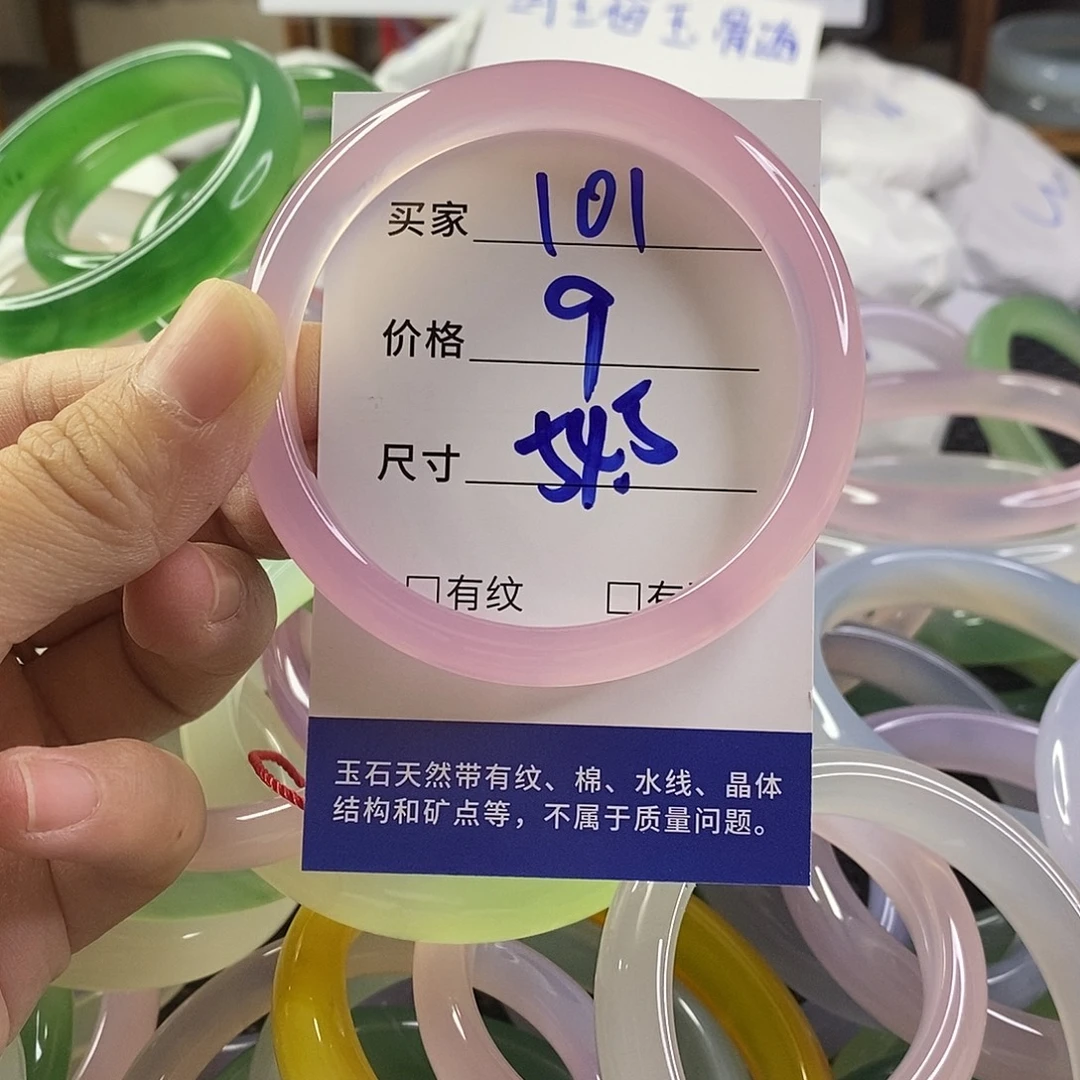 买家 101
价格 9
尺寸 54.5
□有纹 □有
玉石天然带有纹、棉、水线、晶体
结构和矿点等，不属于质量问题。